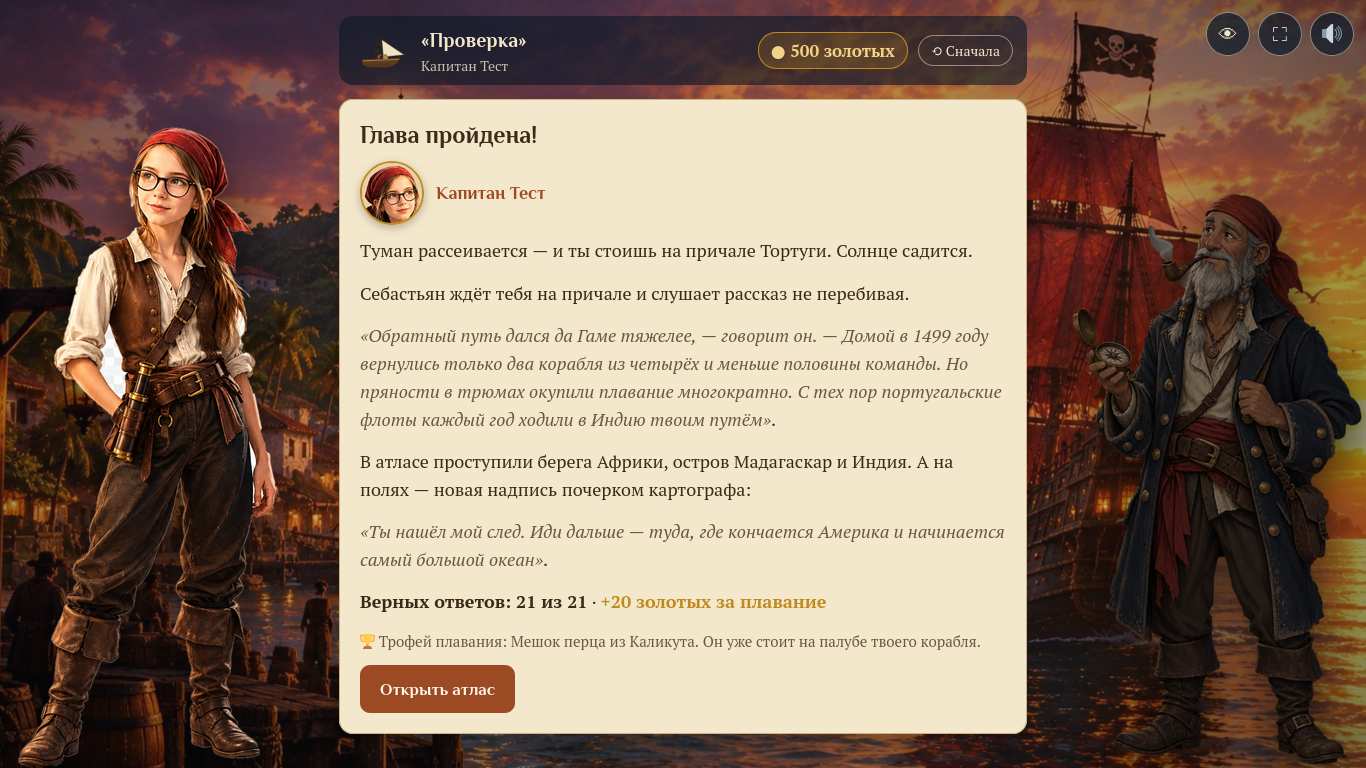 «Проверка»
Капитан Тест
500 золотых
⟲ Сначала
Глава пройдена!
Капитан Тест
Туман рассеивается — и ты стоишь на причале Тортуги. Солнце садится.
Себастьян ждёт тебя на причале и слушает рассказ не перебивая.
«Обратный путь дался да Гаме тяжелее, — говорит он. — Домой в 1499 году
вернулись только два корабля из четырёх и меньше половины команды. Но
пряности в трюмах окупили плавание многократно. С тех пор португальские
флоты каждый год ходили в Индию твоим путём».
В атласе проступили берега Африки, остров Мадагаскар и Индия. А на
полях — новая надпись почерком картографа:
«Ты нашёл мой след. Иди дальше — туда, где кончается Америка и начинается
самый большой океан».
Верных ответов: 21 из 21 · +20 золотых за плавание
🏆 Трофей плавания: Мешок перца из Каликута. Он уже стоит на палубе твоего корабля.
Открыть атлас